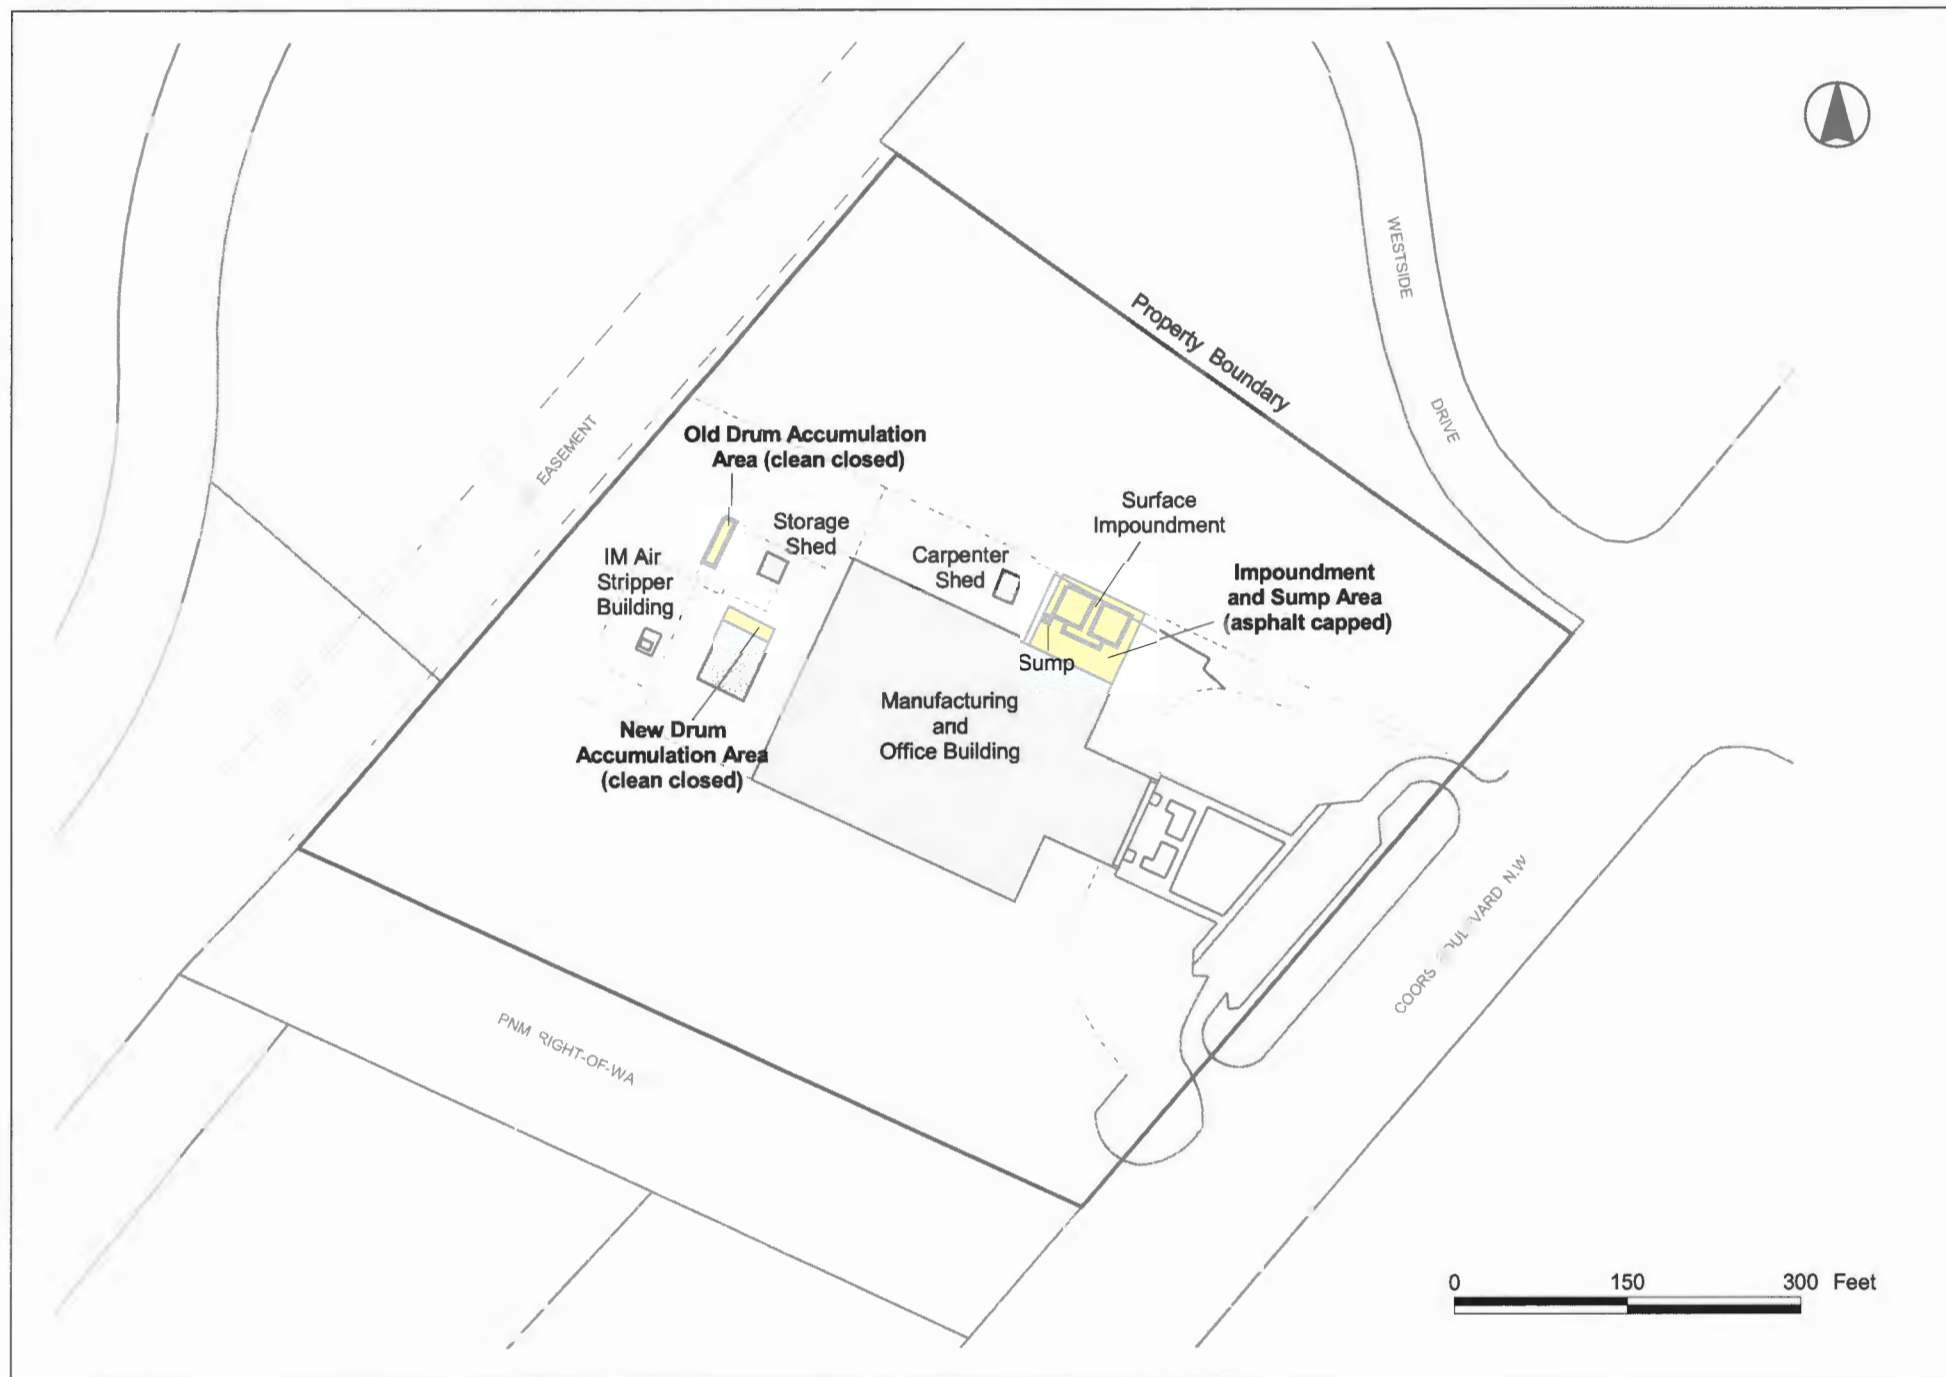 WESTSIDE
DRIVE
Property Boundary
EASEMENT
Old Drum Accumulation
Area (clean closed)
Storage
Shed
IM Air
Stripper
Building
Carpenter
Shed
Surface
Impoundment
Impoundment
and Sump Area
(asphalt capped)
Sump
Manufacturing
and
Office Building
New Drum
Accumulation Area
(clean closed)
COORS N.W
PNM RIGHT-OF-WA
0 150 300 Feet